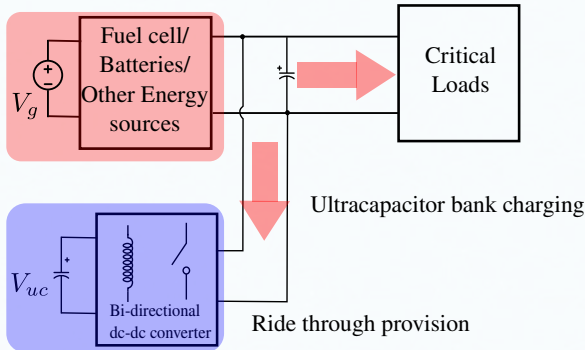 Fuel cell/
Batteries/
Other Energy
sources
V_g
+
−
+
Critical
Loads
Ultracapacitor bank charging
V_uc
+
Bi-directional
dc-dc converter
Ride through provision